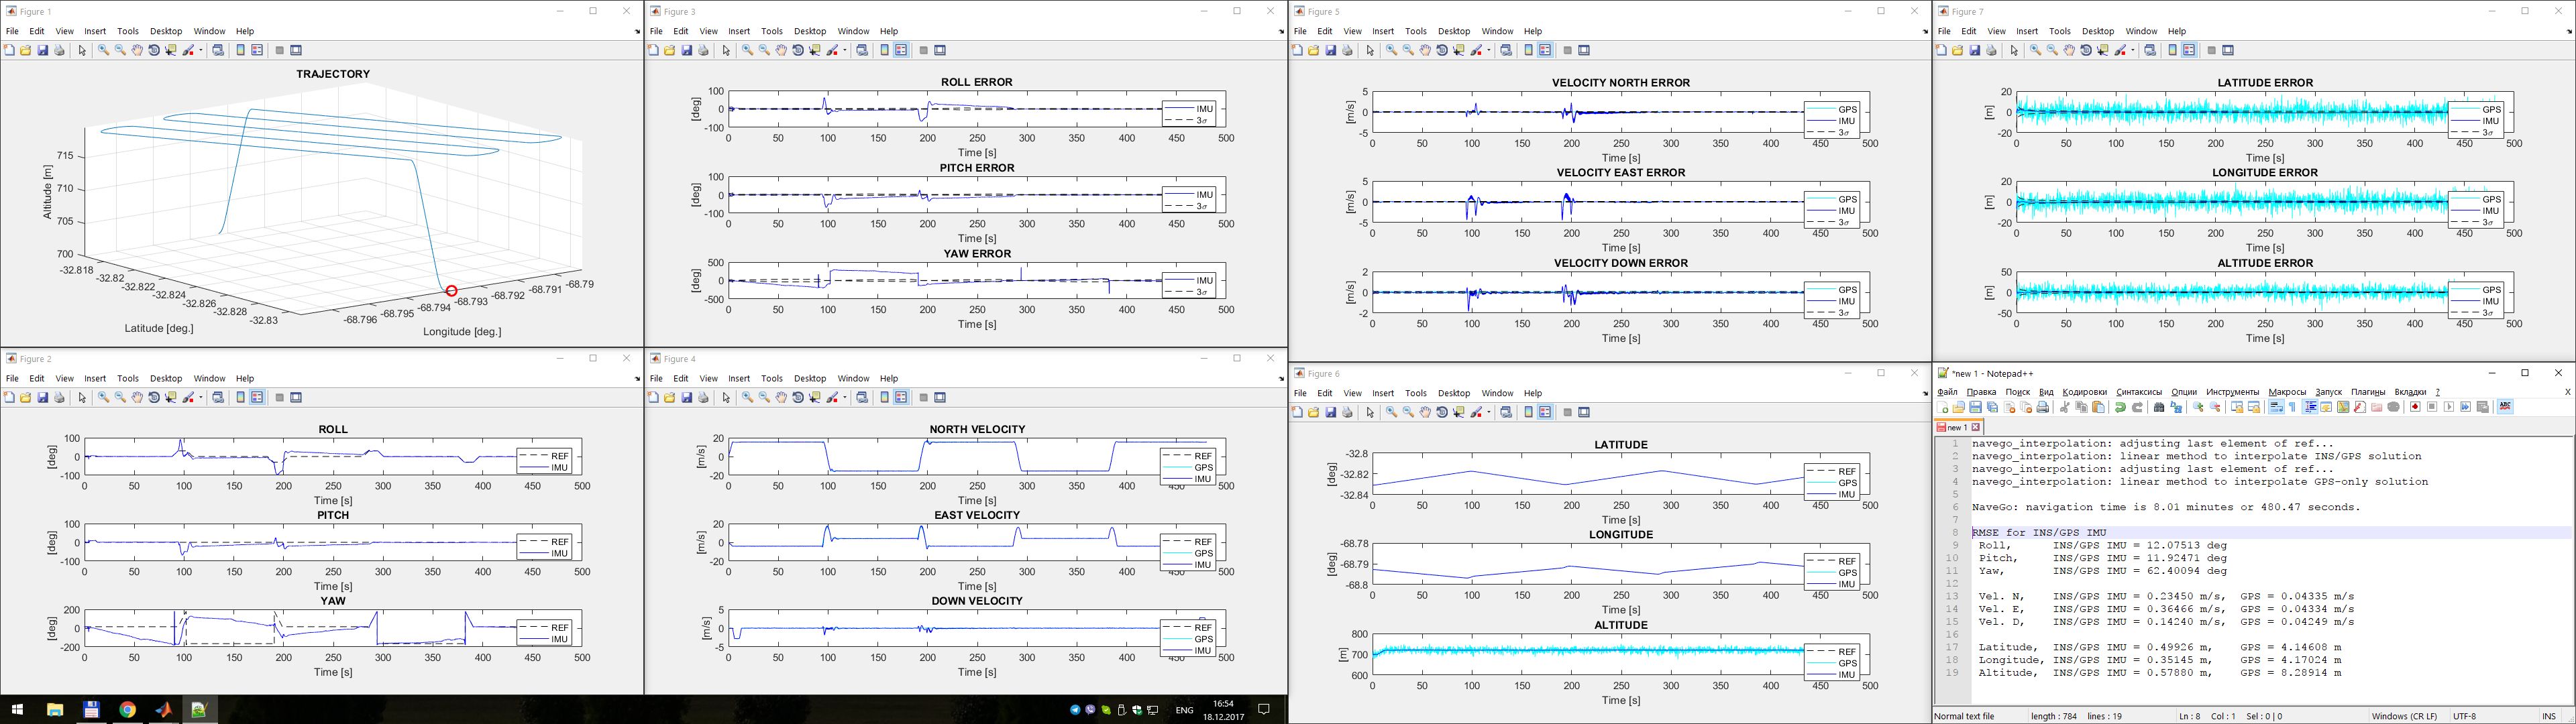 Figure 1
File Edit View Insert Tools Desktop Window Help
TRAJECTORY
Altitude [m]
715
710
705
700
-32.818
-32.82
-32.822
-32.824
-32.826
-32.828
-32.83
Latitude [deg.]
-68.796
-68.795
-68.794
-68.793
-68.792
-68.791
-68.79
Longitude [deg.]
Figure 3
File Edit View Insert Tools Desktop Window Help
ROLL ERROR
[deg]
100
0
-100
IMU
3σ
0 50 100 150 200 250 300 350 400 450 500
Time [s]
PITCH ERROR
[deg]
100
0
-100
IMU
3σ
0 50 100 150 200 250 300 350 400 450 500
Time [s]
YAW ERROR
[deg]
500
0
-500
IMU
3σ
0 50 100 150 200 250 300 350 400 450 500
Time [s]
Figure 5
File Edit View Insert Tools Desktop Window Help
VELOCITY NORTH ERROR
[m/s]
5
0
-5
GPS
IMU
3σ
0 50 100 150 200 250 300 350 400 450 500
Time [s]
VELOCITY EAST ERROR
[m/s]
5
0
-5
GPS
IMU
3σ
0 50 100 150 200 250 300 350 400 450 500
Time [s]
VELOCITY DOWN ERROR
[m/s]
2
0
-2
GPS
IMU
3σ
0 50 100 150 200 250 300 350 400 450 500
Time [s]
Figure 7
File Edit View Insert Tools Desktop Window Help
LATITUDE ERROR
[m]
20
0
-20
GPS
IMU
3σ
0 50 100 150 200 250 300 350 400 450 500
Time [s]
LONGITUDE ERROR
[m]
20
0
-20
GPS
IMU
3σ
0 50 100 150 200 250 300 350 400 450 500
Time [s]
ALTITUDE ERROR
[m]
50
0
-50
GPS
IMU
3σ
0 50 100 150 200 250 300 350 400 450 500
Time [s]
Figure 2
File Edit View Insert Tools Desktop Window Help
ROLL
[deg]
100
0
-100
REF
IMU
0 50 100 150 200 250 300 350 400 450 500
Time [s]
PITCH
[deg]
100
0
-100
REF
IMU
0 50 100 150 200 250 300 350 400 450 500
Time [s]
YAW
[deg]
200
0
-200
REF
IMU
0 50 100 150 200 250 300 350 400 450 500
Time [s]
Figure 4
File Edit View Insert Tools Desktop Window Help
NORTH VELOCITY
[m/s]
20
0
-20
REF
GPS
IMU
0 50 100 150 200 250 300 350 400 450 500
Time [s]
EAST VELOCITY
[m/s]
20
0
-20
REF
GPS
IMU
0 50 100 150 200 250 300 350 400 450 500
Time [s]
DOWN VELOCITY
[m/s]
5
0
-5
REF
GPS
IMU
0 50 100 150 200 250 300 350 400 450 500
Time [s]
Figure 6
File Edit View Insert Tools Desktop Window Help
LATITUDE
[deg]
-32.8
-32.82
-32.84
REF
GPS
IMU
0 50 100 150 200 250 300 350 400 450 500
Time [s]
LONGITUDE
[deg]
-68.78
-68.79
-68.8
REF
GPS
IMU
0 50 100 150 200 250 300 350 400 450 500
Time [s]
ALTITUDE
[m]
800
700
600
REF
GPS
IMU
0 50 100 150 200 250 300 350 400 450 500
Time [s]
*new 1 - Notepad++
Файл Правка Поиск Вид Кодировки Синтаксисы Опции Инструменты Макросы Запуск Плагины Вкладки ? X
new 1
1 navego_interpolation: adjusting last element of ref...
2 navego_interpolation: linear method to interpolate INS/GPS solution
3 navego_interpolation: adjusting last element of ref...
4 navego_interpolation: linear method to interpolate GPS-only solution
5
6 NaveGo: navigation time is 8.01 minutes or 480.47 seconds.
7
8 RMSE for INS/GPS IMU
9 Roll, INS/GPS IMU = 12.07513 deg
10 Pitch, INS/GPS IMU = 11.92471 deg
11 Yaw, INS/GPS IMU = 62.40094 deg
12
13 Vel. N, INS/GPS IMU = 0.23450 m/s, GPS = 0.04335 m/s
14 Vel. E, INS/GPS IMU = 0.36466 m/s, GPS = 0.04334 m/s
15 Vel. D, INS/GPS IMU = 0.14240 m/s, GPS = 0.04249 m/s
16
17 Latitude, INS/GPS IMU = 0.49926 m, GPS = 4.14608 m
18 Longitude, INS/GPS IMU = 0.35145 m, GPS = 4.17024 m
19 Altitude, INS/GPS IMU = 0.57880 m, GPS = 8.28914 m
Normal text file length : 784 lines : 19 Ln : 8 Col : 1 Sel : 0 | 0 Windows (CR LF) UTF-8 INS
ENG
16:54
18.12.2017